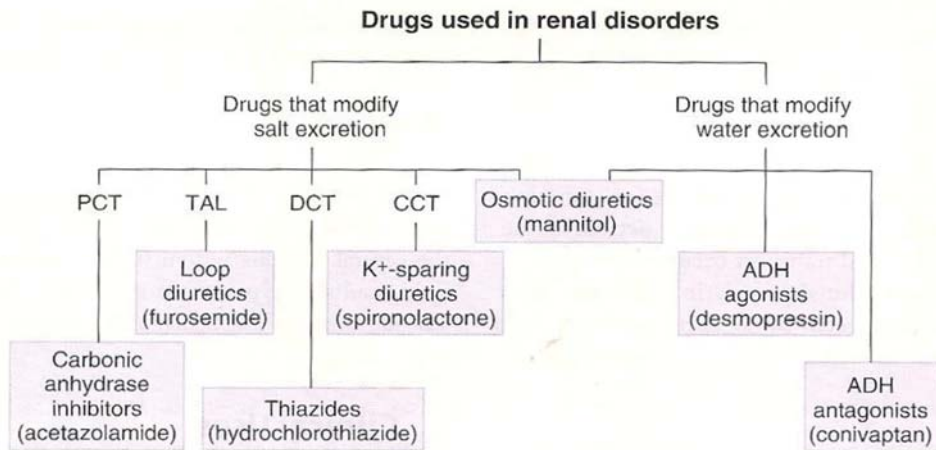 Drugs used in renal disorders
Drugs that modify
salt excretion
Drugs that modify
water excretion
PCT
TAL
DCT
CCT
Osmotic diuretics
(mannitol)
Loop
diuretics
(furosemide)
K+-sparing
diuretics
(spironolactone)
ADH
agonists
(desmopressin)
Carbonic
anhydrase
inhibitors
(acetazolamide)
Thiazides
(hydrochlorothiazide)
ADH
antagonists
(conivaptan)